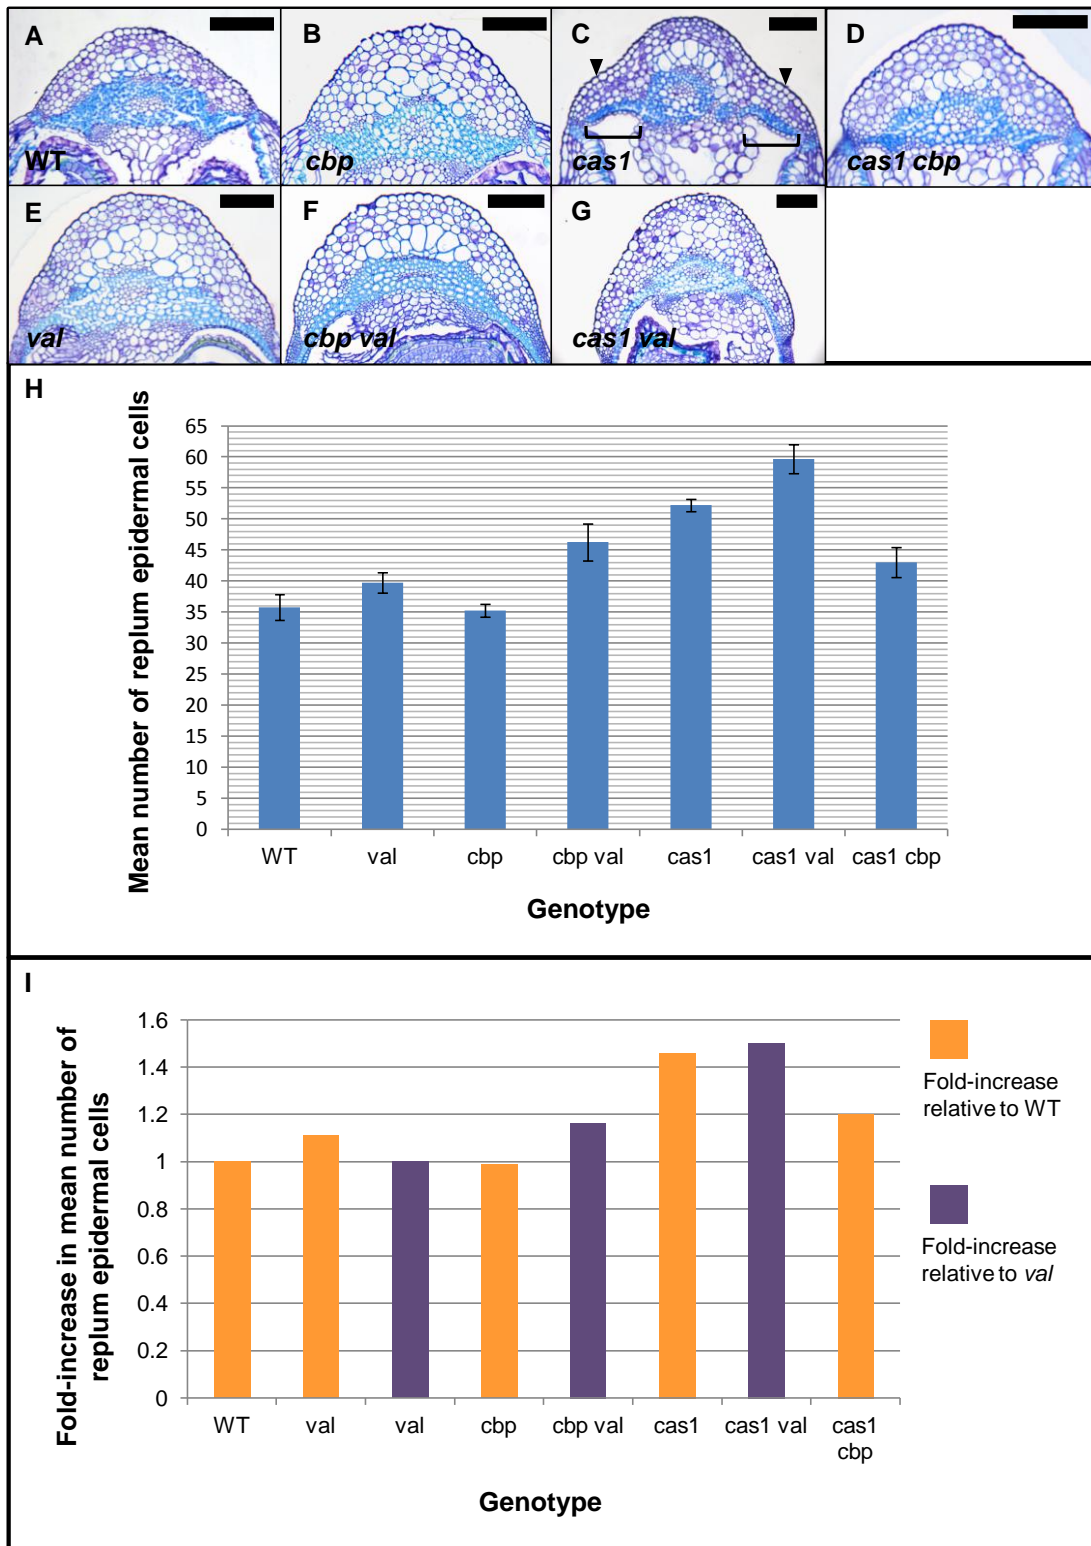 A
B
C
D
WT
cbp
cas1
cas1 cbp
E
F
G
val
cbp val
cas1 val
H
Mean number of replum epidermal cells
65
60
55
50
45
40
35
30
25
20
15
10
5
0
WT
val
cbp
cbp val
cas1
cas1 val
cas1 cbp
Genotype
I
Fold-increase in mean number of
replum epidermal cells
1.6
1.4
1.2
1
0.8
0.6
0.4
0.2
0
WT
val
val
cbp
cbp val
cas1
cas1 val
cas1
cbp
Genotype
Fold-increase
relative to WT
Fold-increase
relative to val